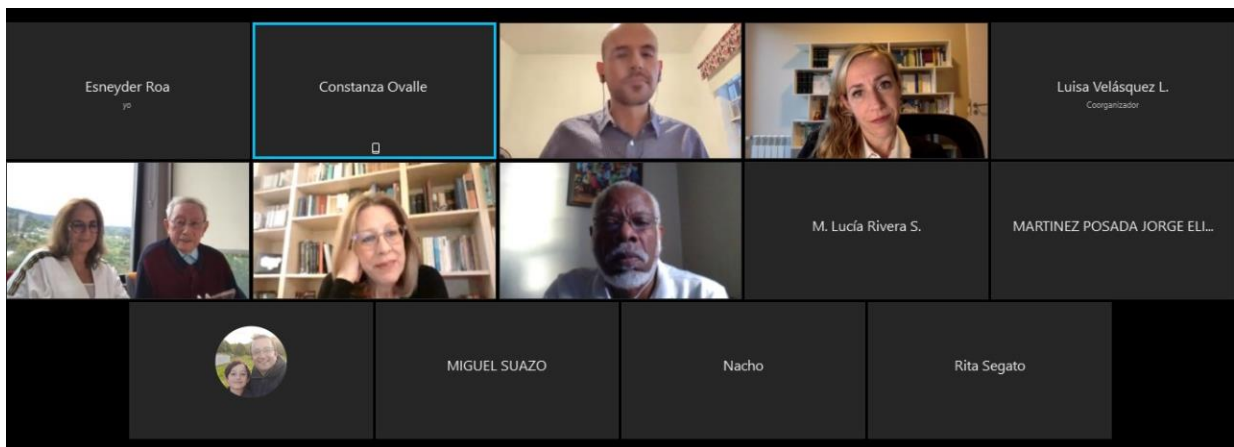 Esneyder Roa
yo
Constanza Ovalle
Luisa Velásquez L.
Coorganizador
M. Lucía Rivera S.
MARTINEZ POSADA JORGE ELI...
MIGUEL SUAZO
Nacho
Rita Segato